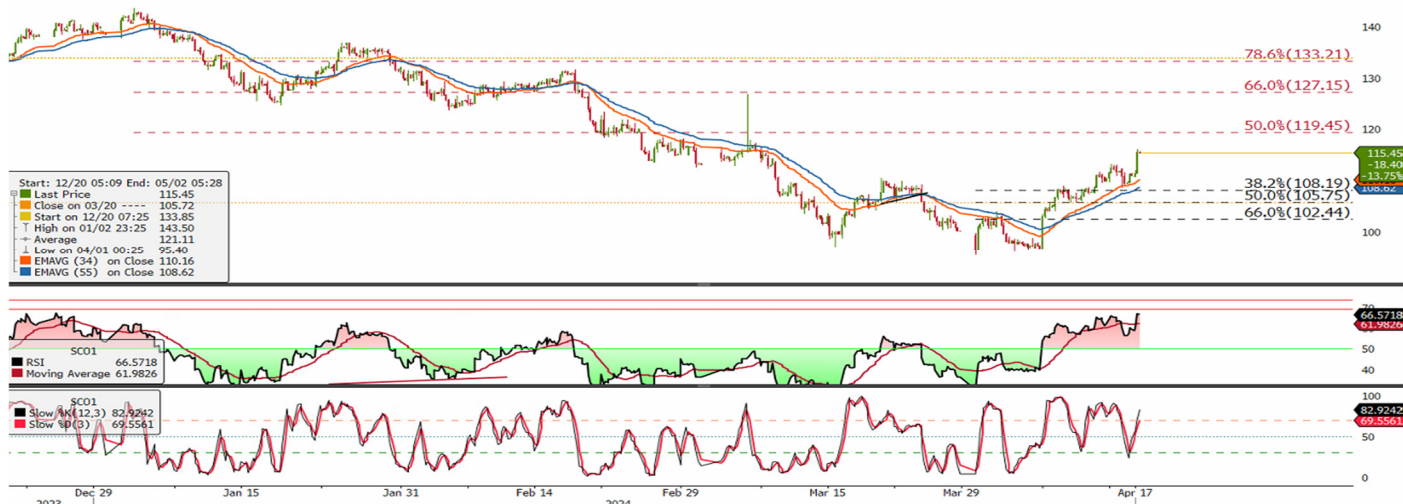 140
78.6%(133.21)
130
66.0%(127.15)
120
50.0%(119.45)
115.45
-18.40
-13.75%
38.2%(108.19)
108.62
50.0%(105.75)
66.0%(102.44)
100
Start: 12/20 05:09 End: 05/02 05:28
Last Price 115.45
Close on 03/20 ---- 105.72
Start on 12/20 07:25 133.85
High on 01/02 23:25 143.50
Average 121.11
Low on 04/01 00:25 95.40
EMAVG (34) on Close 110.16
EMAVG (55) on Close 108.62
70
66.5718
61.9826
50
40
SCO1
RSI 66.5718
Moving Average 61.9826
SCO1
Slow %K(12,3) 82.9242
Slow %D(3) 69.5561
100
82.9242
69.5561
50
0
Dec 29 Jan 15 Jan 31 Feb 14 Feb 29 Mar 15 Mar 29 Apr 17
2023 2024